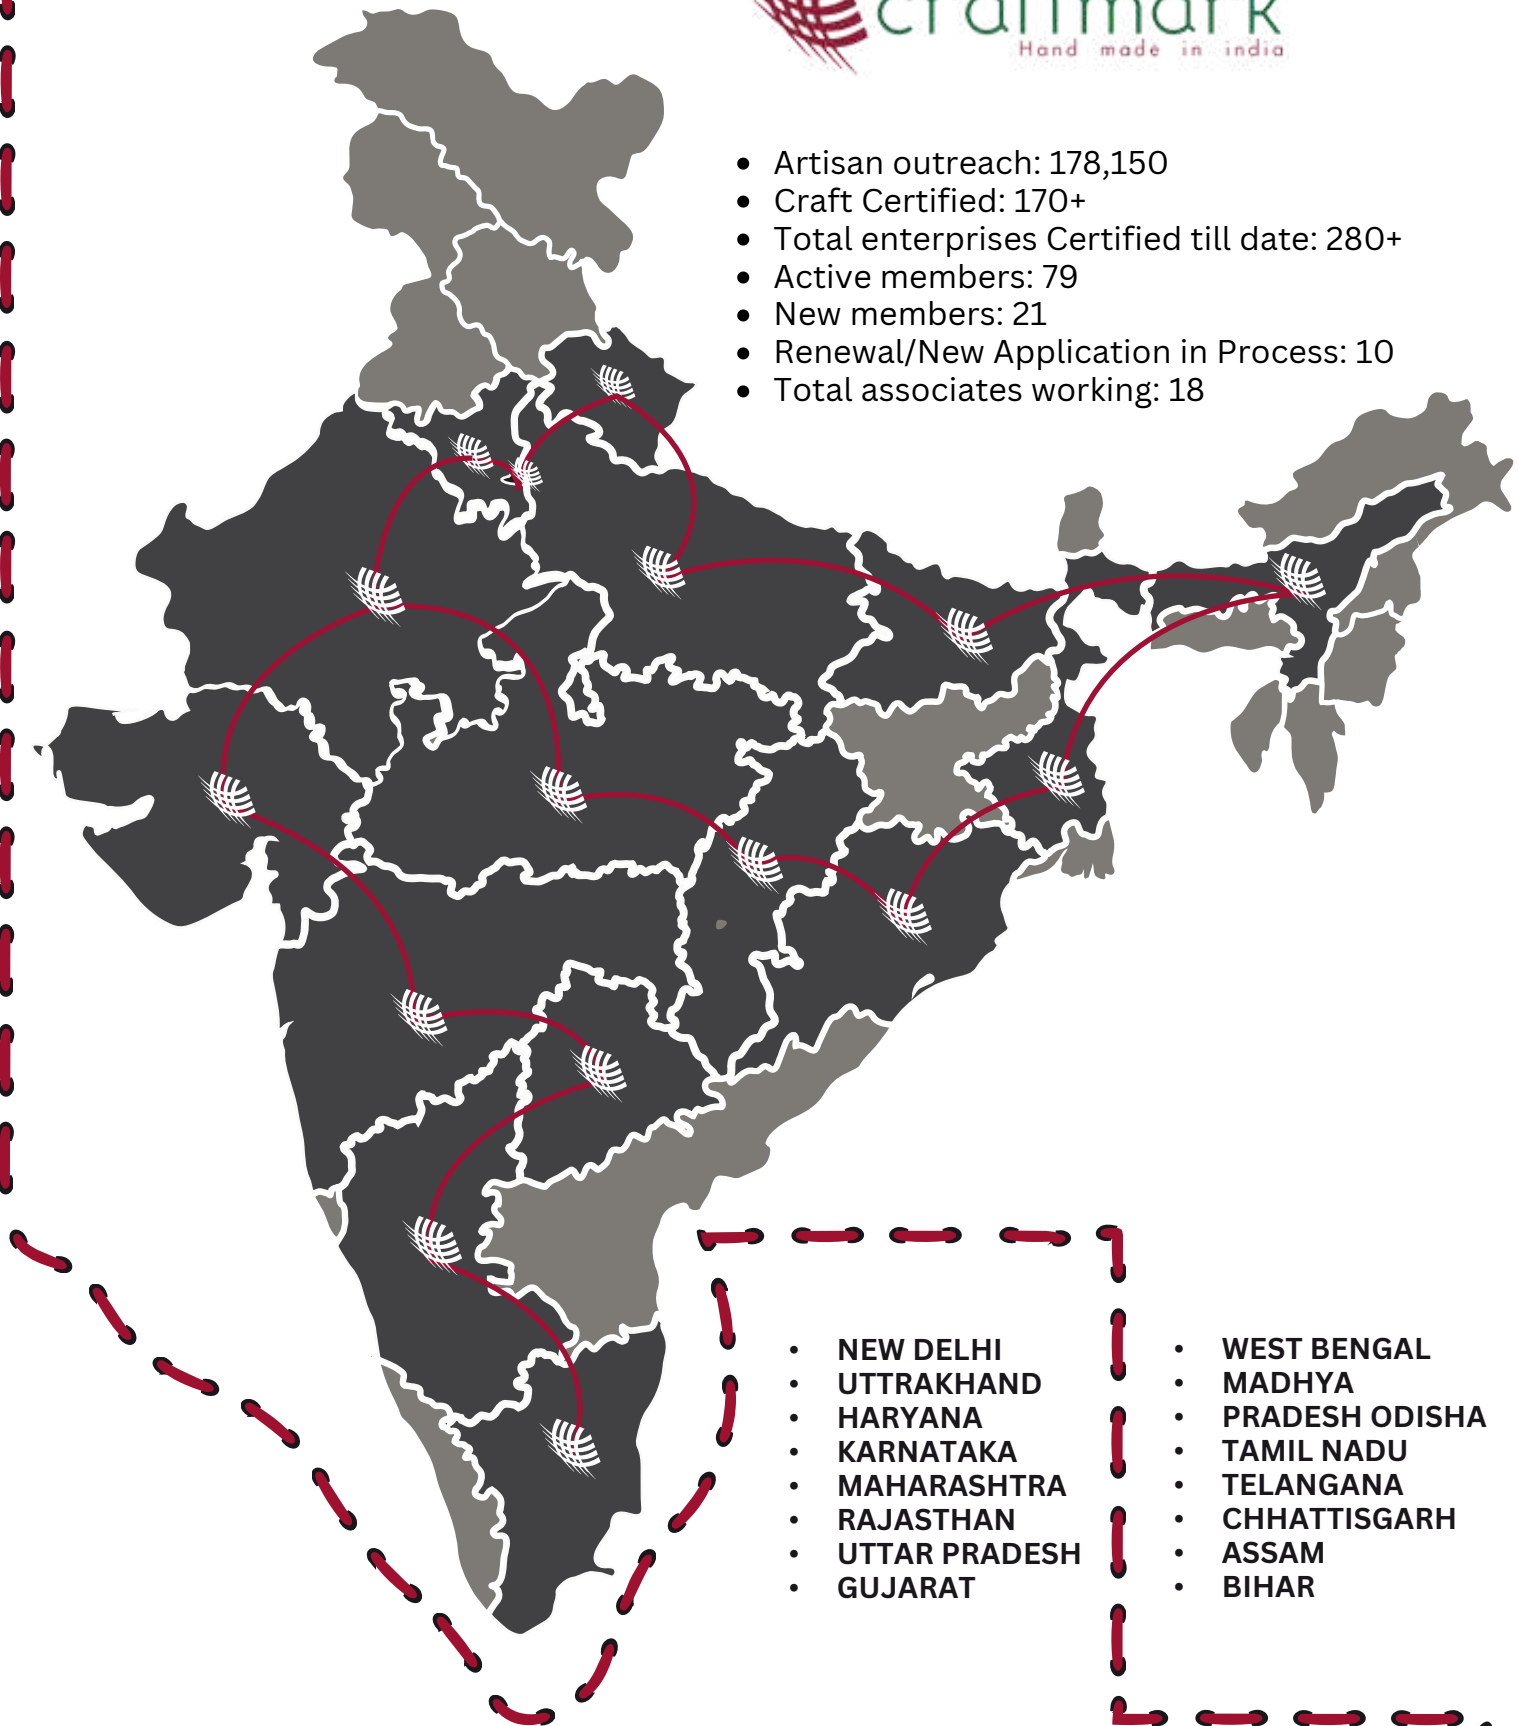 craftmark
Hand made in india
• Artisan outreach: 178,150
• Craft Certified: 170+
• Total enterprises Certified till date: 280+
• Active members: 79
• New members: 21
• Renewal/New Application in Process: 10
• Total associates working: 18
• NEW DELHI
• UTTRAKHAND
• HARYANA
• KARNATAKA
• MAHARASHTRA
• RAJASTHAN
• UTTAR PRADESH
• GUJARAT
• WEST BENGAL
• MADHYA
• PRADESH ODISHA
• TAMIL NADU
• TELANGANA
• CHHATTISGARH
• ASSAM
• BIHAR